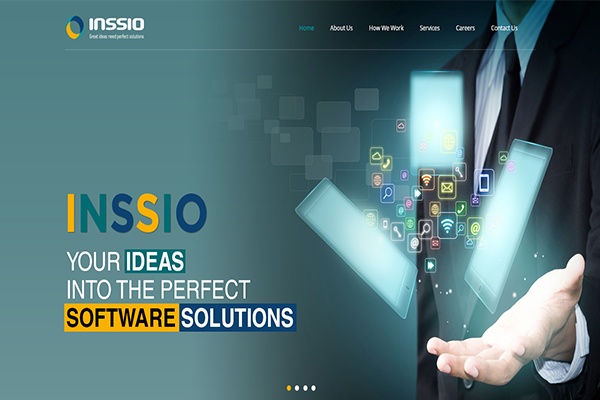 INSSIO
Great ideas need perfect solutions
Home About Us How We Work Services Careers Contact Us
INSSIO
YOUR IDEAS
INTO THE PERFECT
SOFTWARE SOLUTIONS